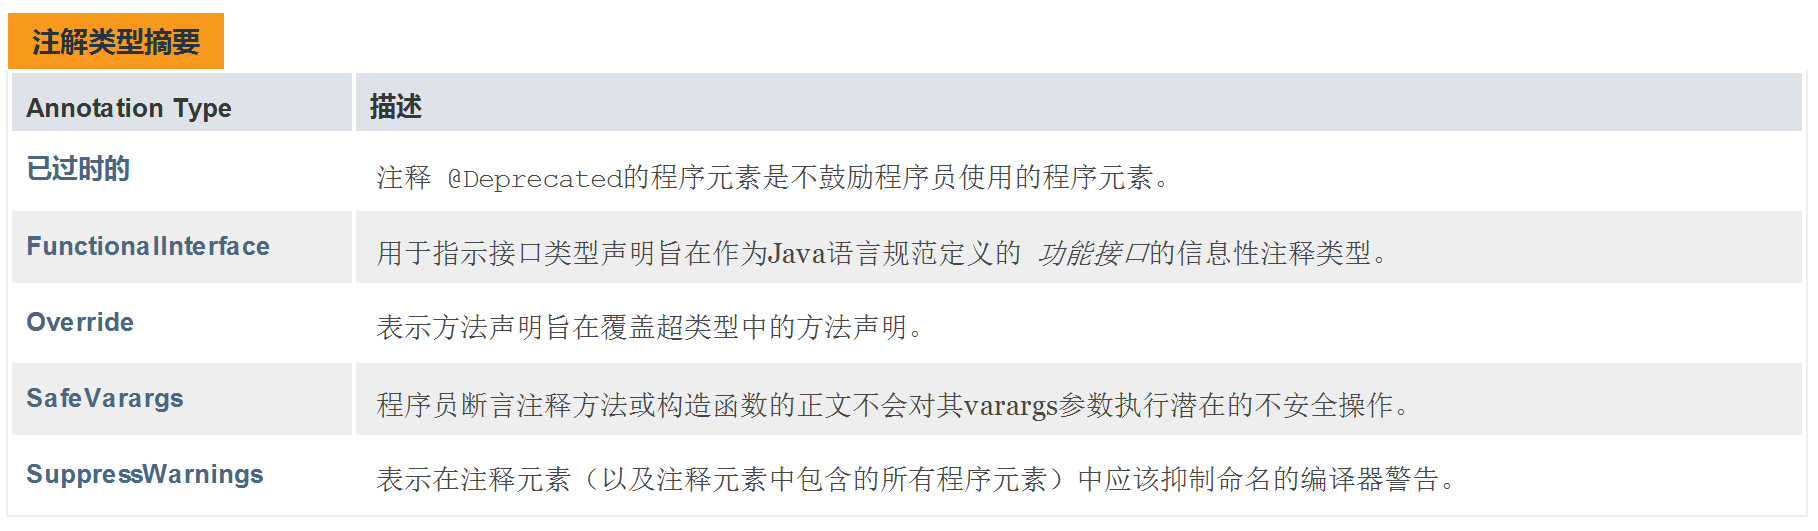 注解类型摘要
Annotation Type 描述
已过时的 注释 @Deprecated的程序元素是不鼓励程序员使用的程序元素。
FunctionalInterface 用于指示接口类型声明旨在作为Java语言规范定义的 功能接口的信息性注释类型。
Override 表示方法声明旨在覆盖超类型中的方法声明。
SafeVarargs 程序员断言注释方法或构造函数的正文不会对其varargs参数执行潜在的不安全操作。
SuppressWarnings 表示在注释元素（以及注释元素中包含的所有程序元素）中应该抑制命名的编译器警告。